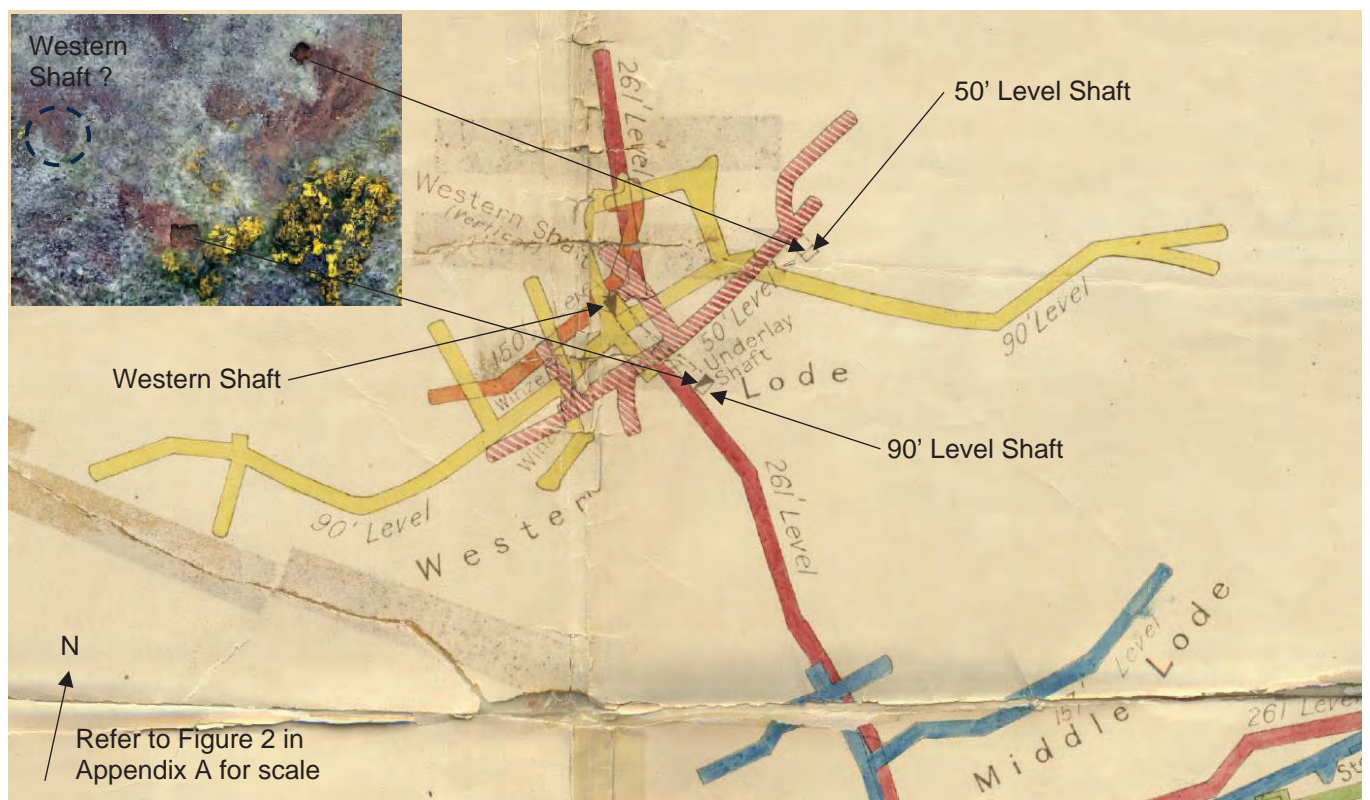 Western
Shaft ?
261' Level
50' Level Shaft
Western Shaft
(Vertical)
90' Level
150'
50' Level
Underlay
Shaft
Winze
Western Shaft
Lode
90' Level Shaft
90' Level
Western
261' Level
157' Level
Middle Lode
261' Level
N
Refer to Figure 2 in
Appendix A for scale